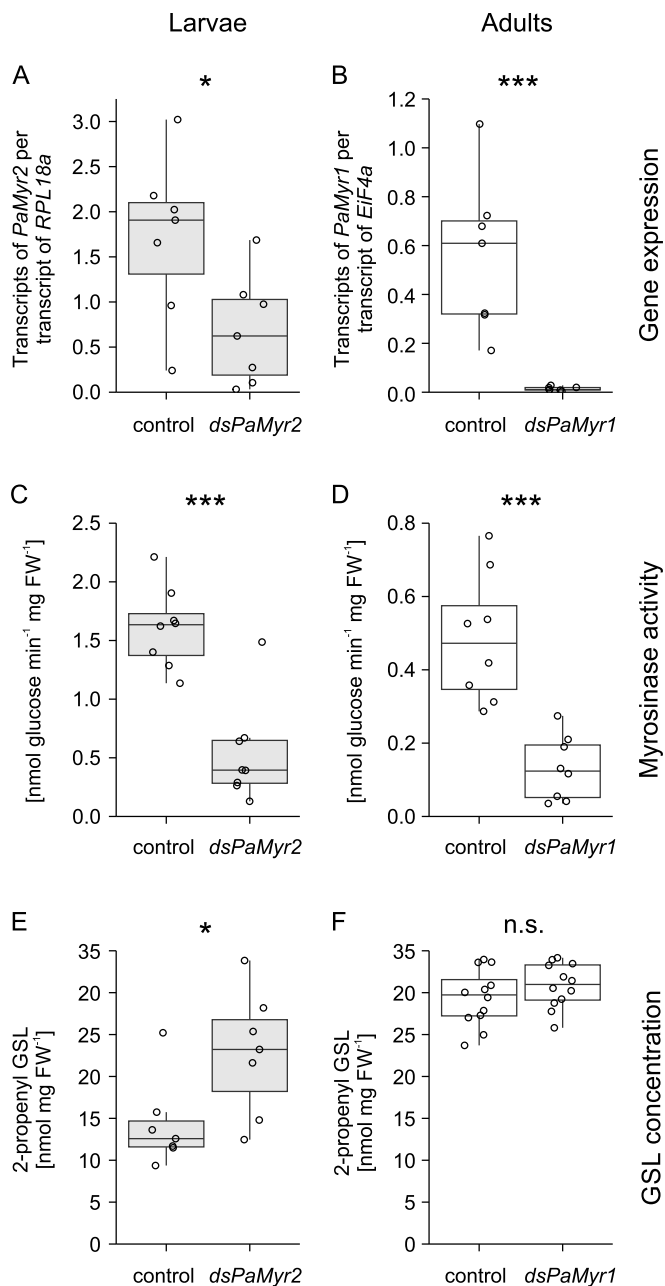 Larvae
Adults
A
*
Transcripts of PaMyr2 per
transcript of RPL18a
3.0
2.5
2.0
1.5
1.0
0.5
0.0
control
dsPaMyr2
B
***
Transcripts of PaMyr1 per
transcript of EiF4a
1.2
1.0
0.8
0.6
0.4
0.2
0.0
control
dsPaMyr1
Gene expression
C
***
[nmol glucose min⁻¹ mg FW⁻¹]
2.5
2.0
1.5
1.0
0.5
0.0
control
dsPaMyr2
D
***
[nmol glucose min⁻¹ mg FW⁻¹]
0.8
0.6
0.4
0.2
0.0
control
dsPaMyr1
Myrosinase activity
E
*
2-propenyl GSL
[nmol mg FW⁻¹]
35
20
25
22
15
10
5
0
control
dsPaMyr2
F
n.s.
2-propenyl GSL
[nmol mg FW⁻¹]
35
20
25
22
15
10
5
0
control
dsPaMyr1
GSL concentration